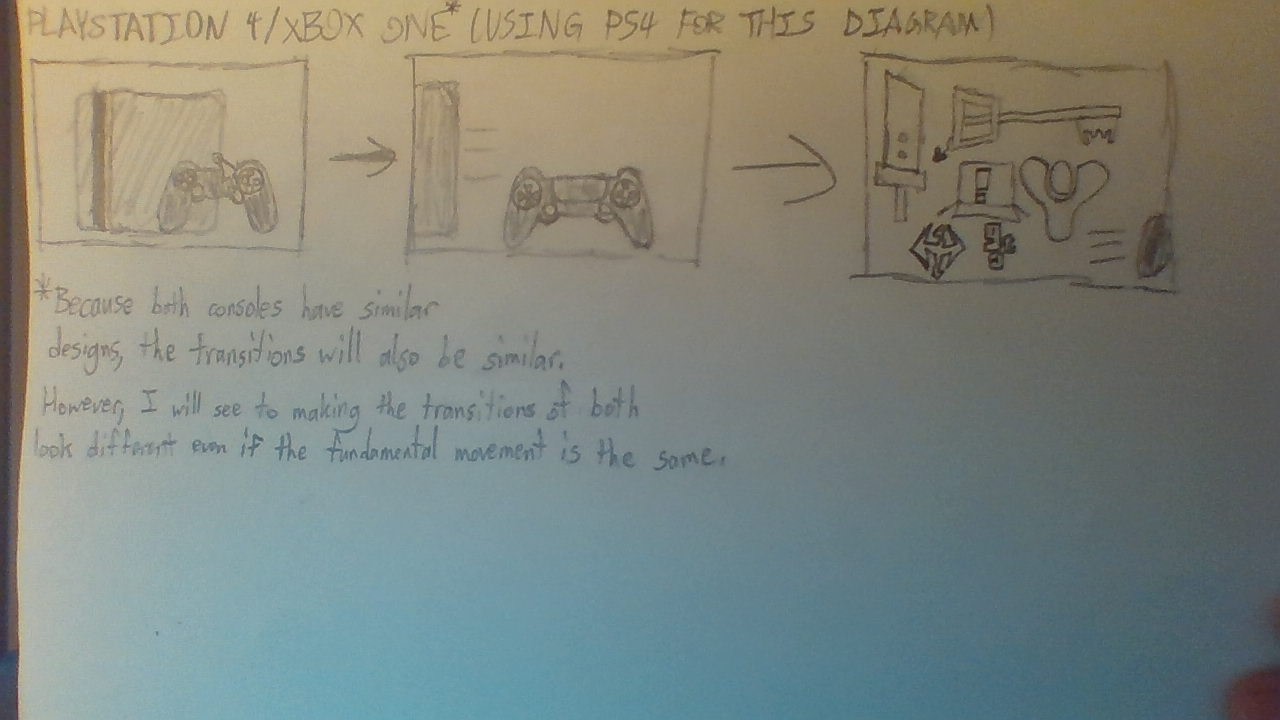 PLAYSTATION 4/XBOX ONE* (USING PS4 FOR THIS DIAGRAM)
*Because both consoles have similar
designs, the transitions will also be similar.
However, I will see to making the transitions of both
look different even if the fundamental movement is the same.